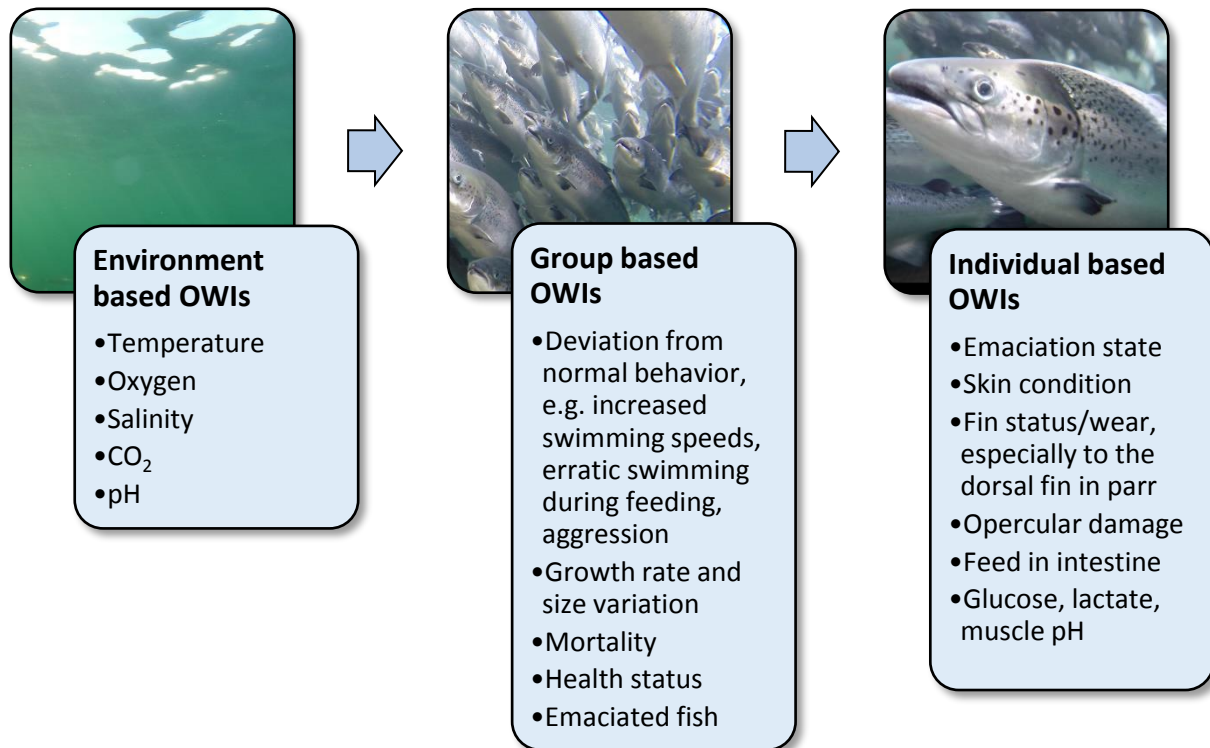 Environment
based OWIs
•Temperature
•Oxygen
•Salinity
•CO₂
•pH
Group based
OWIs
•Deviation from
normal behavior,
e.g. increased
swimming speeds,
erratic swimming
during feeding,
aggression
•Growth rate and
size variation
•Mortality
•Health status
•Emaciated fish
Individual based
OWIs
•Emaciation state
•Skin condition
•Fin status/wear,
especially to the
dorsal fin in parr
•Opercular damage
•Feed in intestine
•Glucose, lactate,
muscle pH